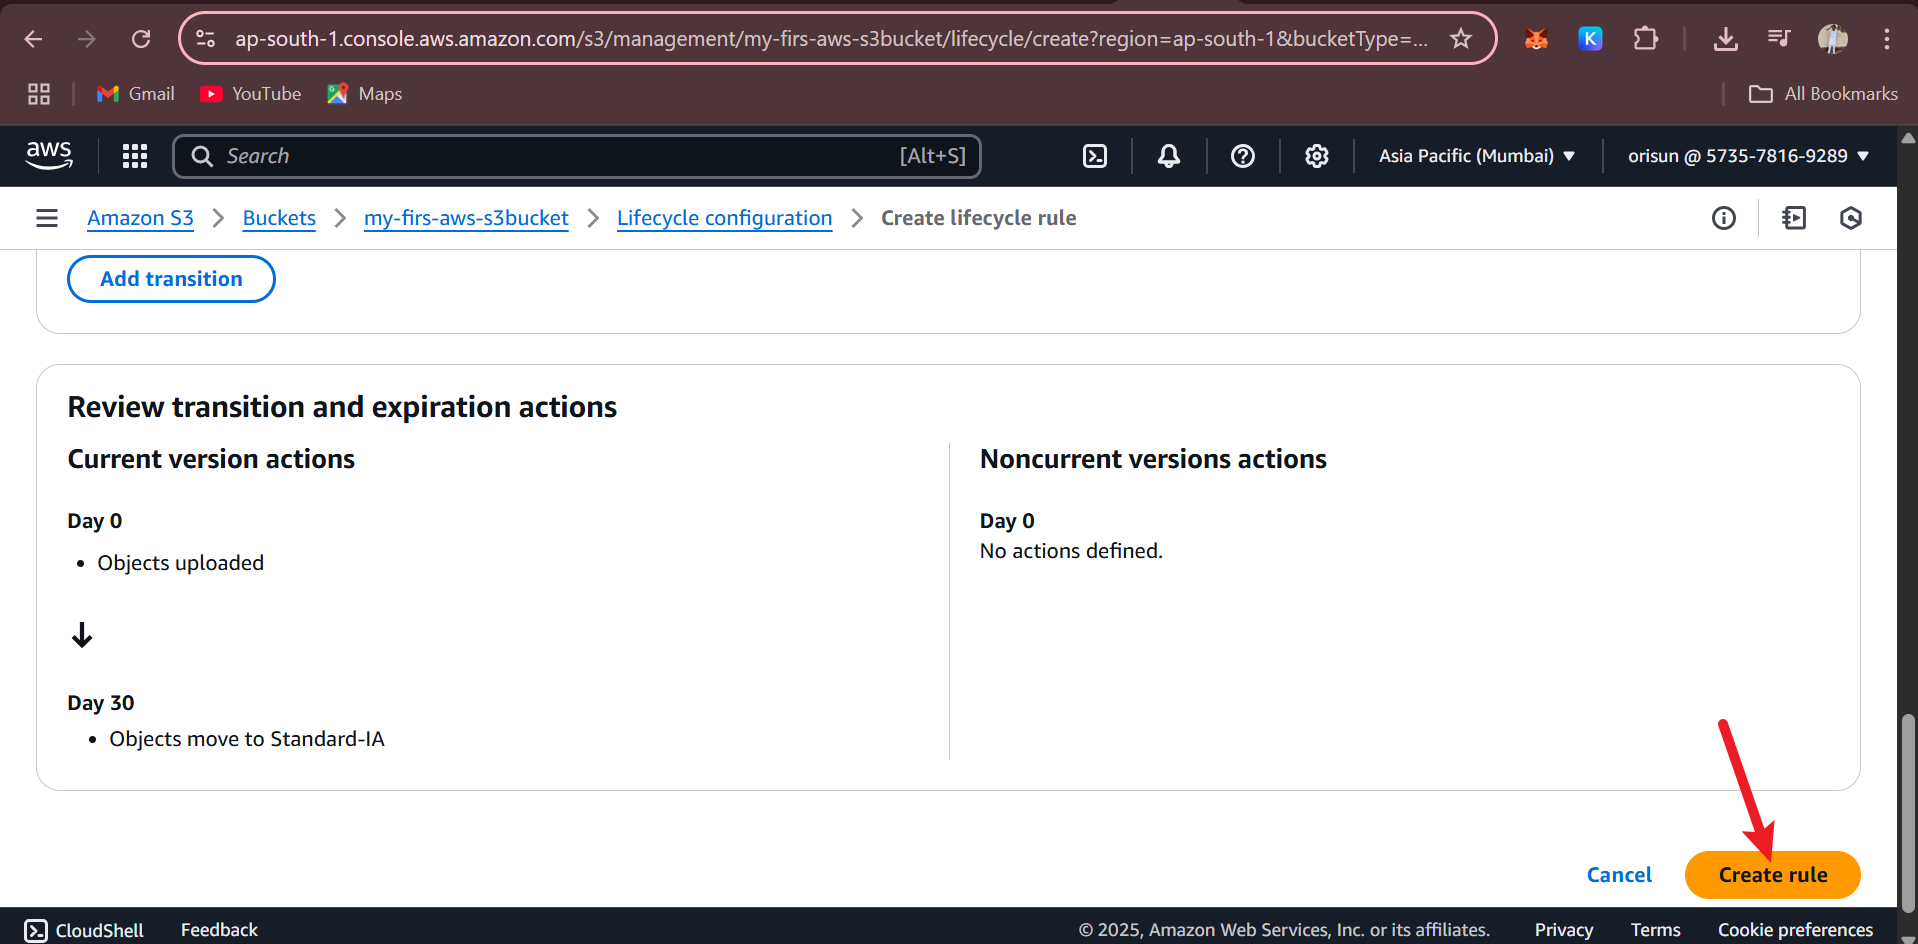 ap-south-1.console.aws.amazon.com/s3/management/my-firs-aws-s3bucket/lifecycle/create?region=ap-south-1&bucketType=...
K
Gmail
YouTube
Maps
All Bookmarks
aws
Search
[Alt+S]
Asia Pacific (Mumbai)
orisun @ 5735-7816-9289
Amazon S3 > Buckets > my-firs-aws-s3bucket > Lifecycle configuration > Create lifecycle rule
Add transition
Review transition and expiration actions
Current version actions
Day 0
• Objects uploaded
Day 30
• Objects move to Standard-IA
Noncurrent versions actions
Day 0
No actions defined.
Cancel
Create rule
CloudShell
Feedback
© 2025, Amazon Web Services, Inc. or its affiliates.
Privacy
Terms
Cookie preferences